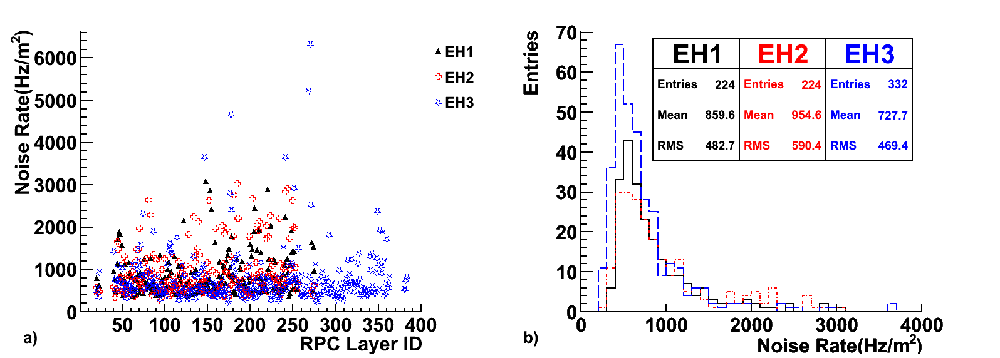 Noise Rate(Hz/m²)
6000
5000
4000
3000
2000
1000
0
50 100 150 200 250 300 350 400
RPC Layer ID
a)
EH1
EH2
EH3
Entries
70
60
50
40
30
20
10
0
0 1000 2000 3000 4000
Noise Rate(Hz/m²)
b)
EH1 EH2 EH3
Entries 224 Entries 224 Entries 332
Mean 859.6 Mean 954.6 Mean 727.7
RMS 482.7 RMS 590.4 RMS 469.4